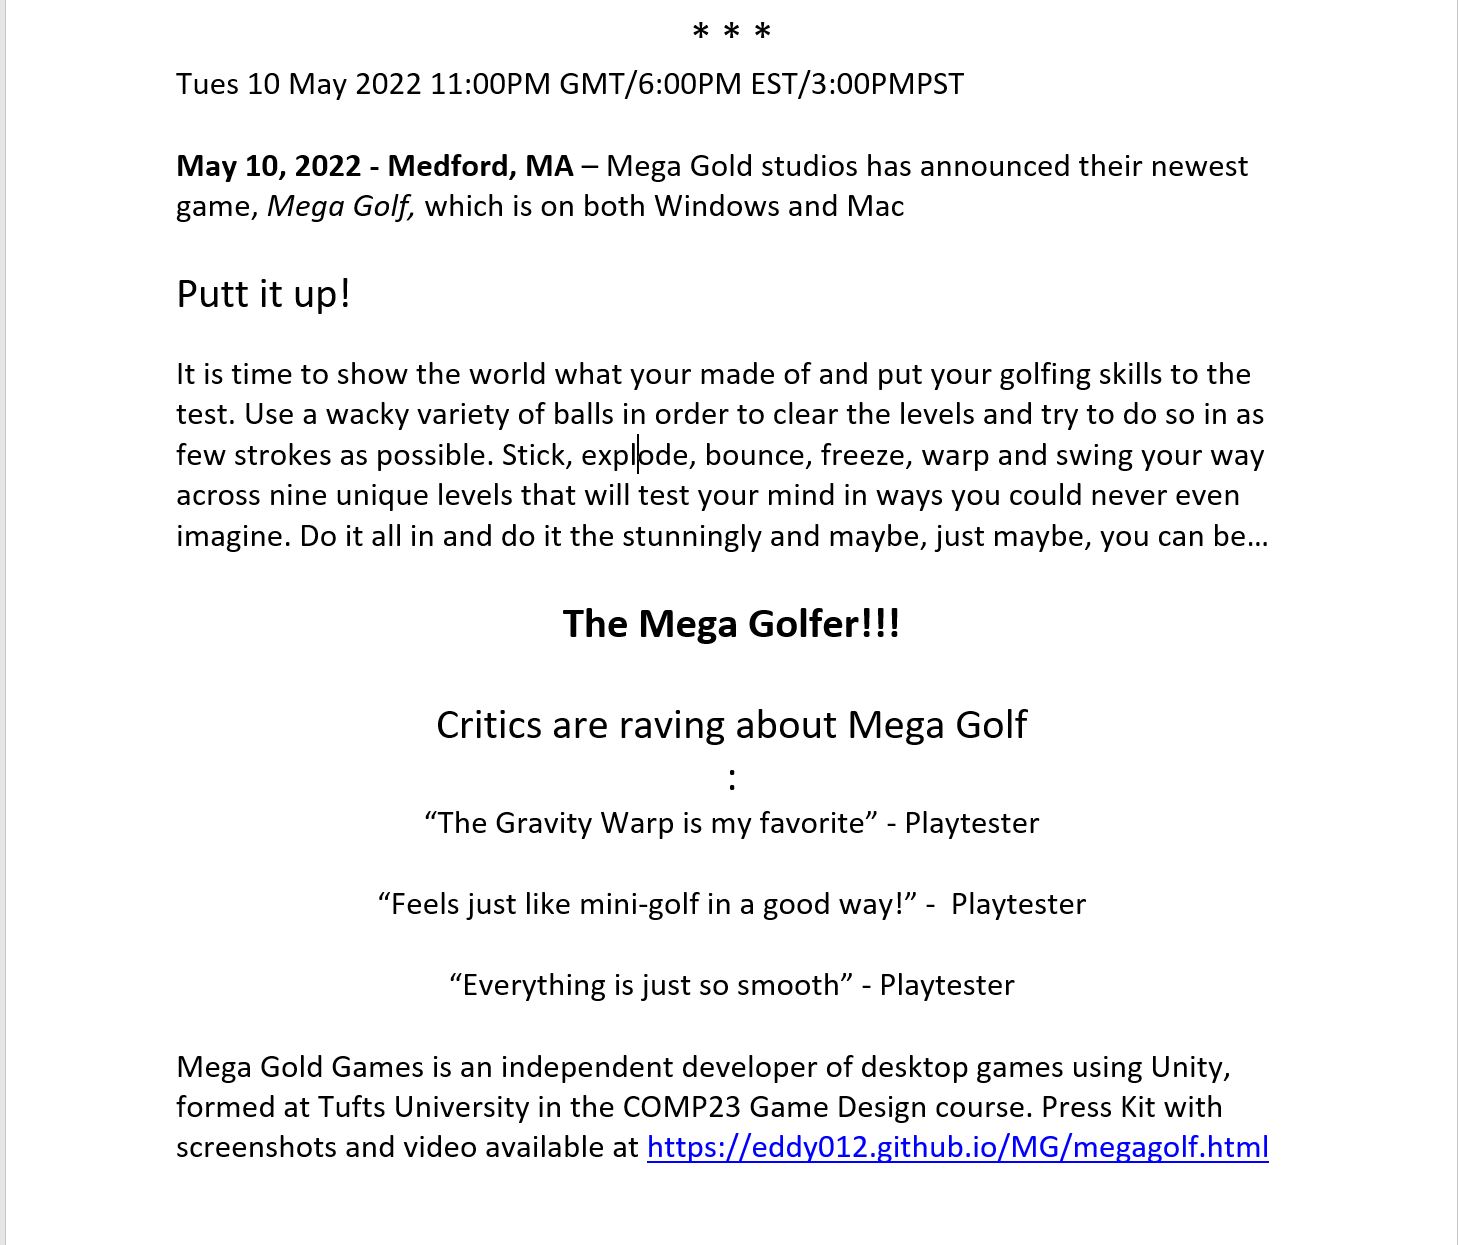 * * *
Tues 10 May 2022 11:00PM GMT/6:00PM EST/3:00PMPST
May 10, 2022 - Medford, MA – Mega Gold studios has announced their newest
game, Mega Golf, which is on both Windows and Mac
Putt it up!
It is time to show the world what your made of and put your golfing skills to the
test. Use a wacky variety of balls in order to clear the levels and try to do so in as
few strokes as possible. Stick, explode, bounce, freeze, warp and swing your way
across nine unique levels that will test your mind in ways you could never even
imagine. Do it all in and do it the stunningly and maybe, just maybe, you can be…
The Mega Golfer!!!
Critics are raving about Mega Golf
:
“The Gravity Warp is my favorite” - Playtester
“Feels just like mini-golf in a good way!” -  Playtester
“Everything is just so smooth” - Playtester
Mega Gold Games is an independent developer of desktop games using Unity,
formed at Tufts University in the COMP23 Game Design course. Press Kit with
screenshots and video available at https://eddy012.github.io/MG/megagolf.html